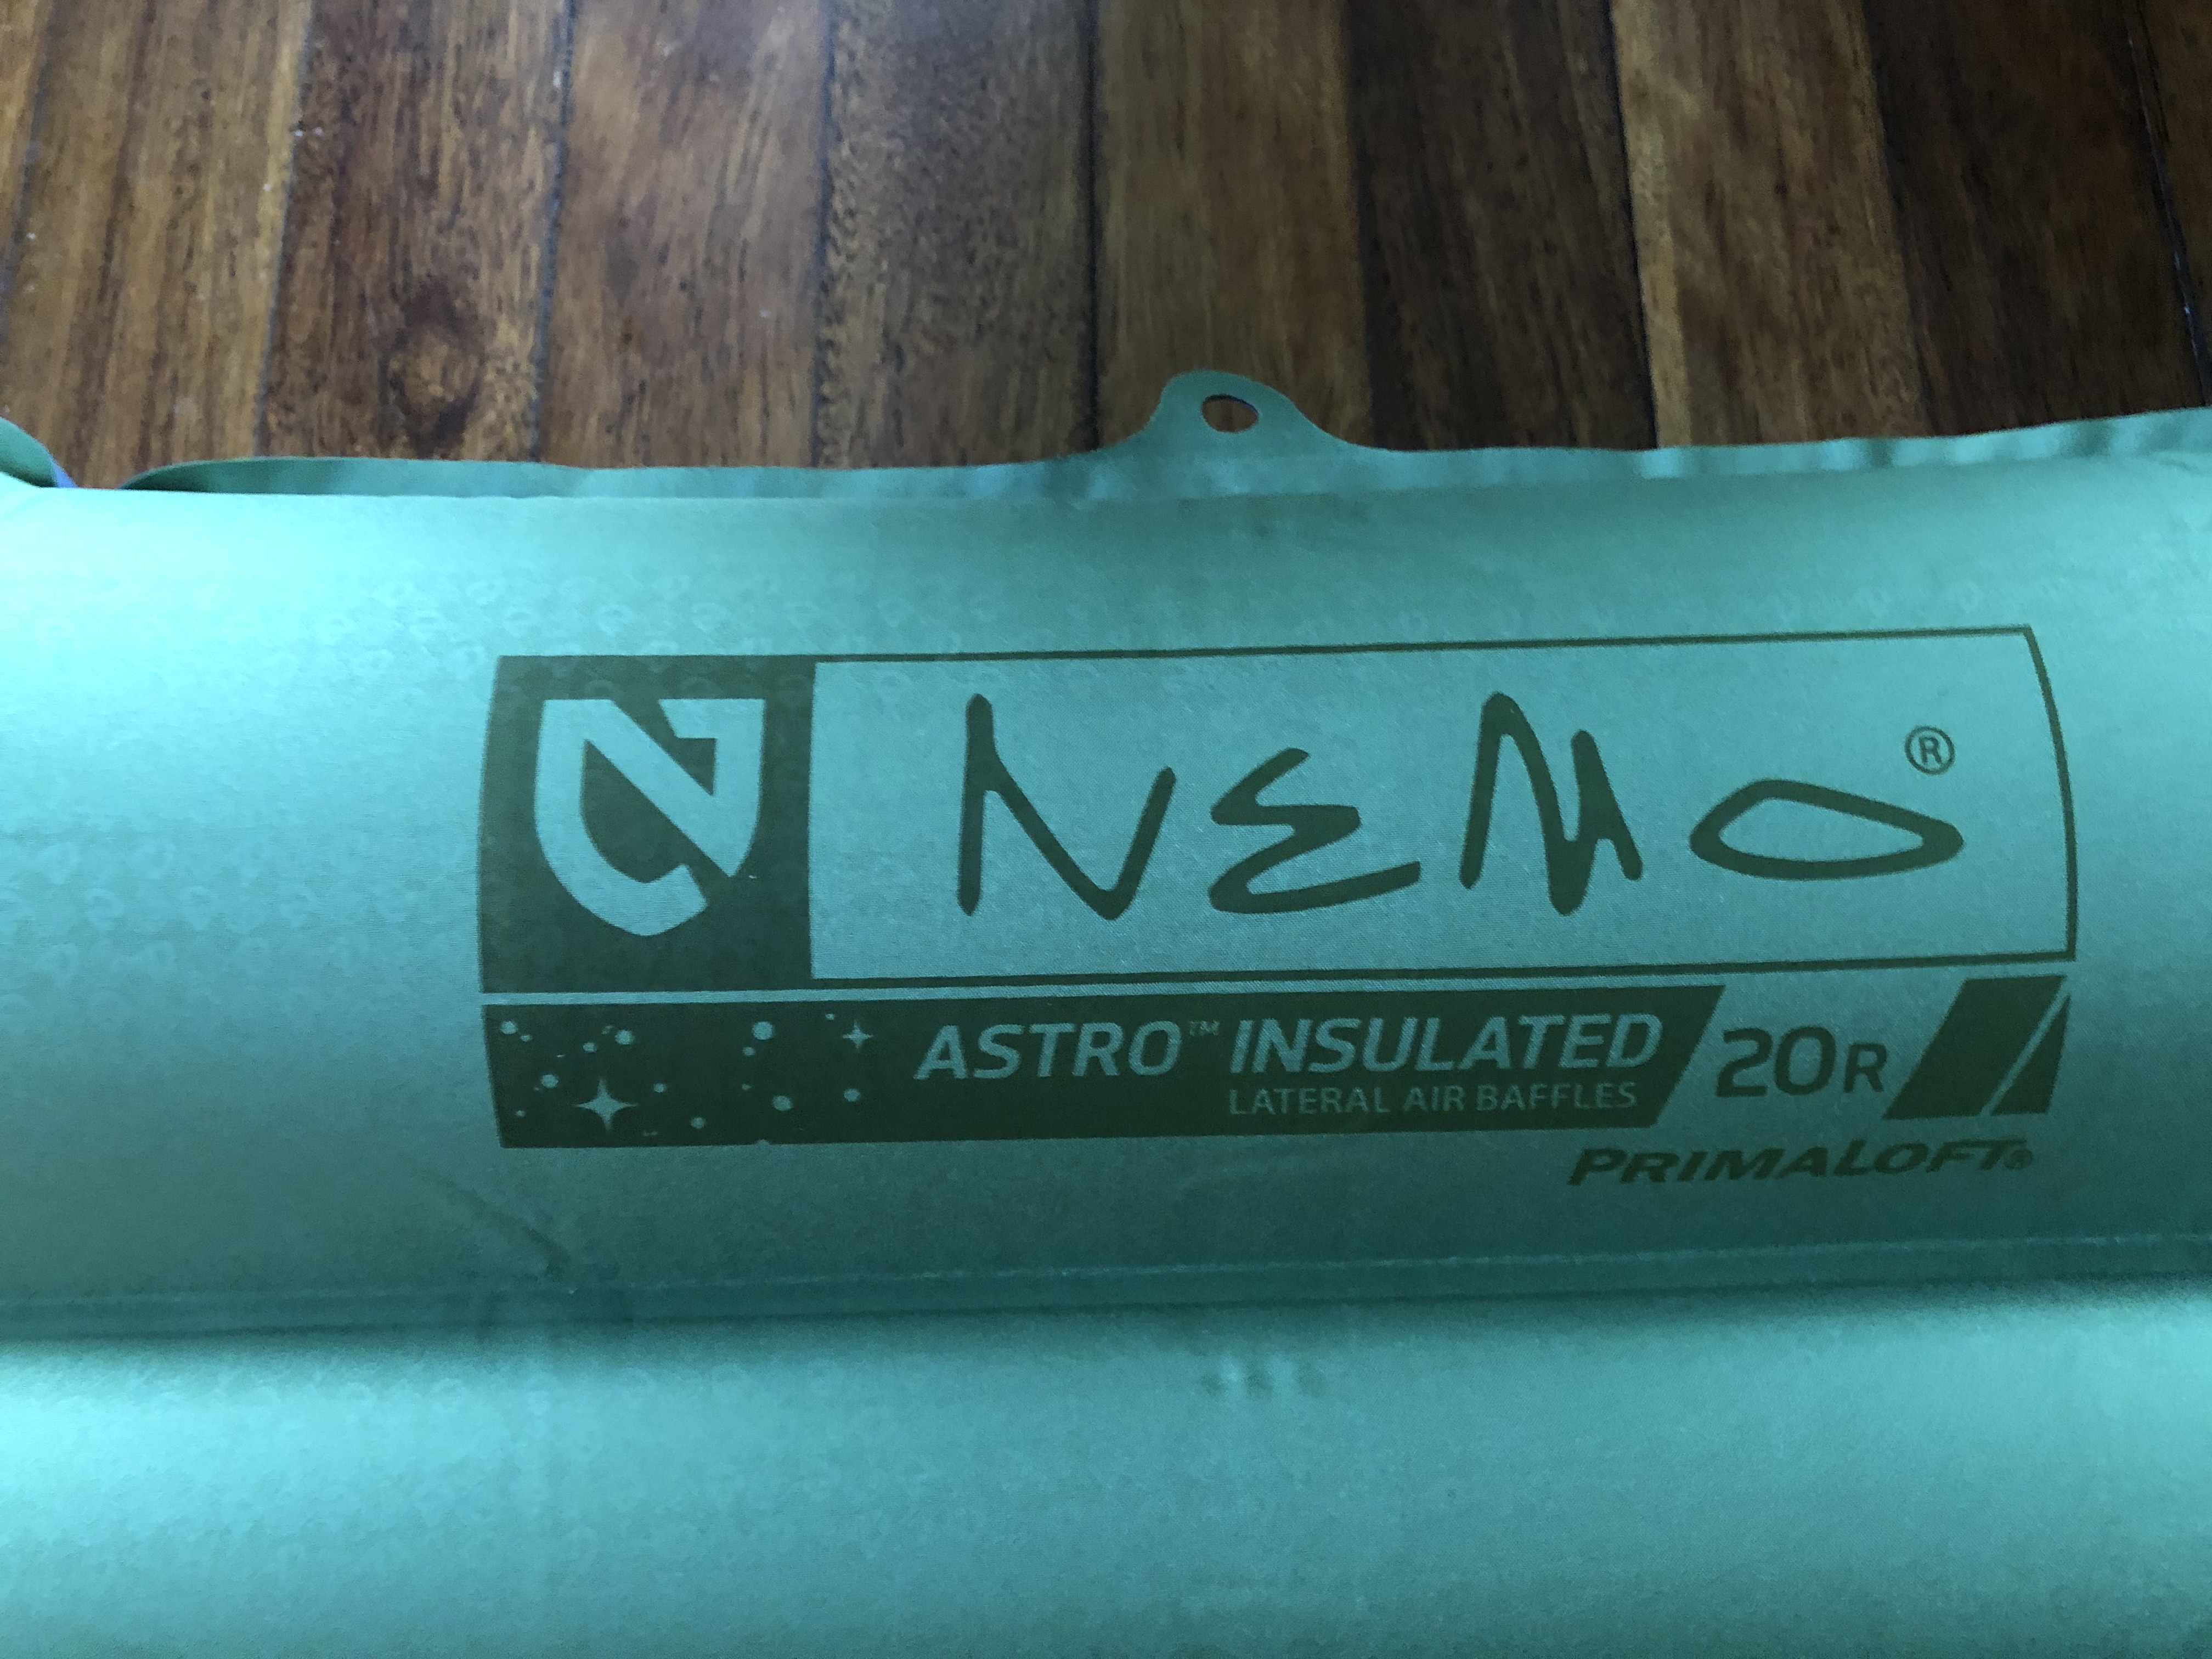 NEMO®
ASTRO™ INSULATED 20R
LATERAL AIR BAFFLES
PRIMALOFT®